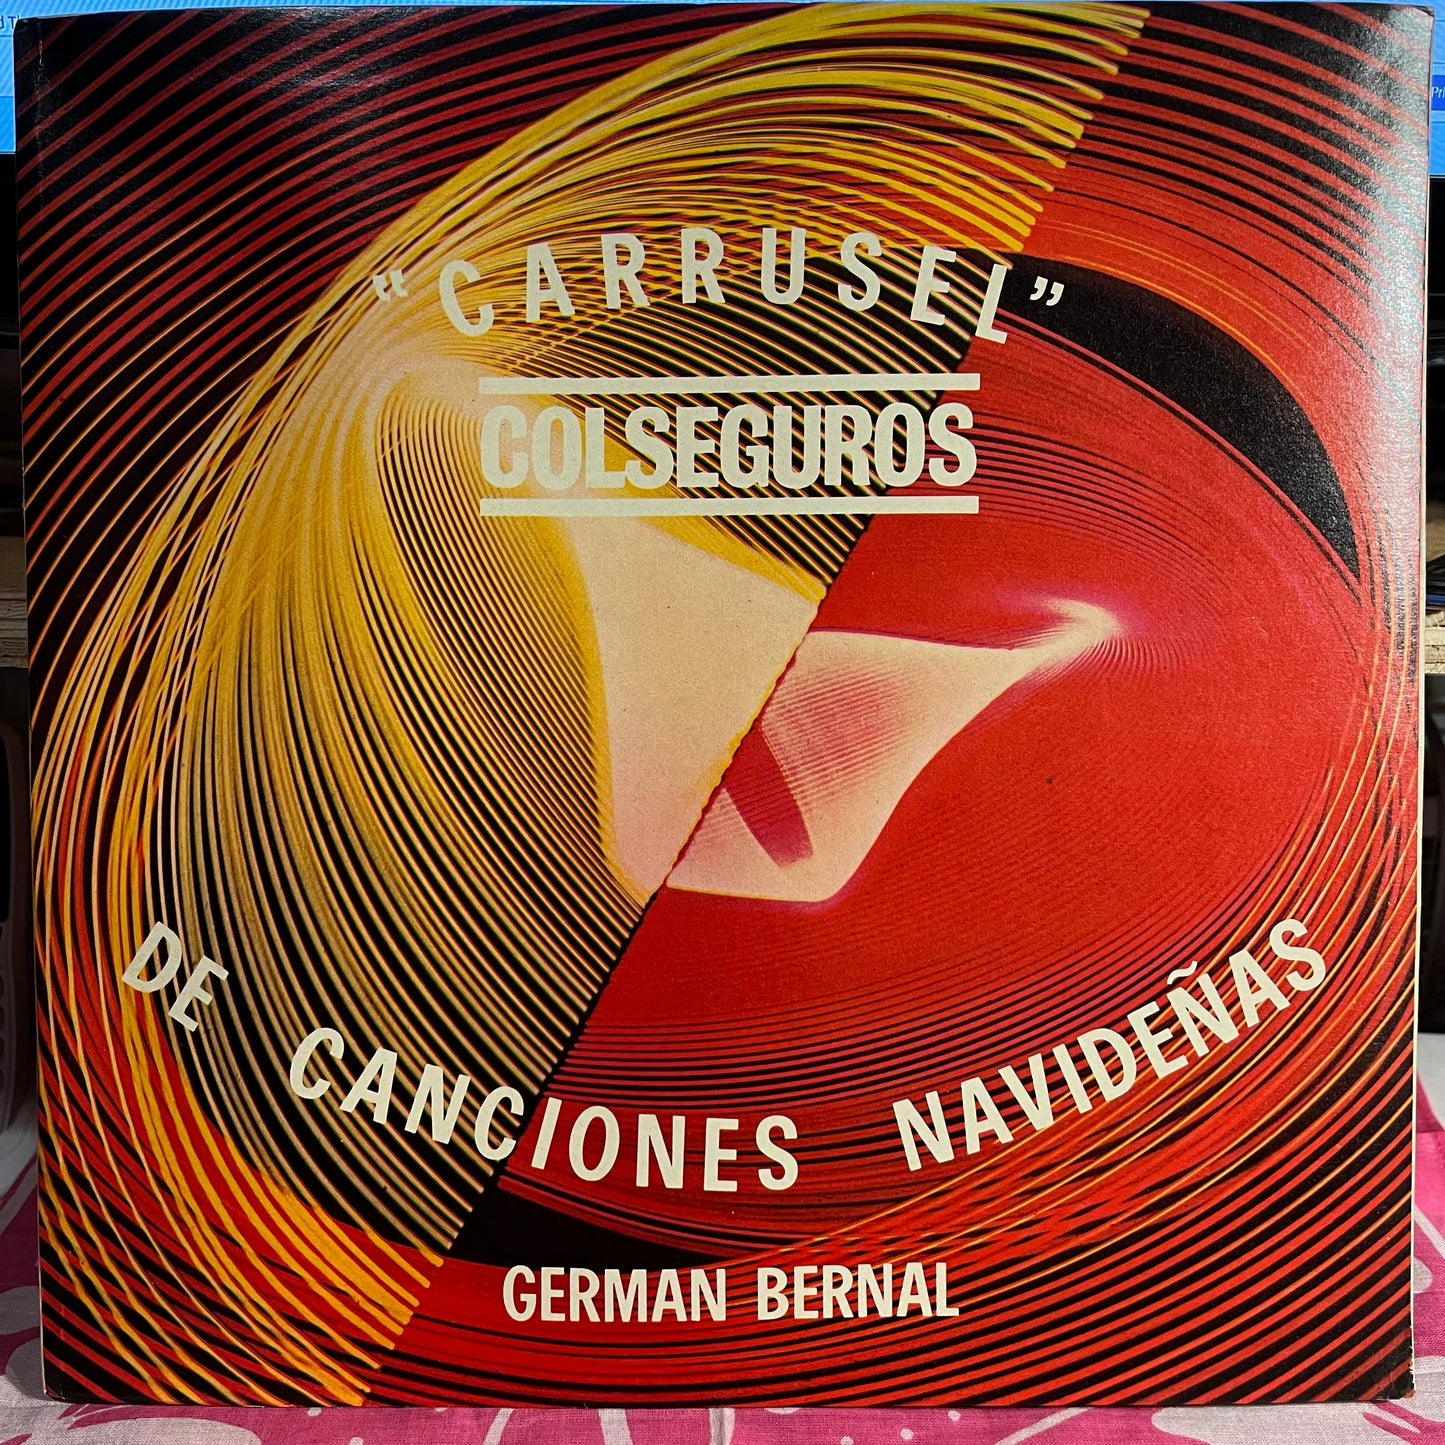 “CARRUSEL”
COLSEGUROS
DE CANCIONES NAVIDEÑAS
GERMAN BERNAL